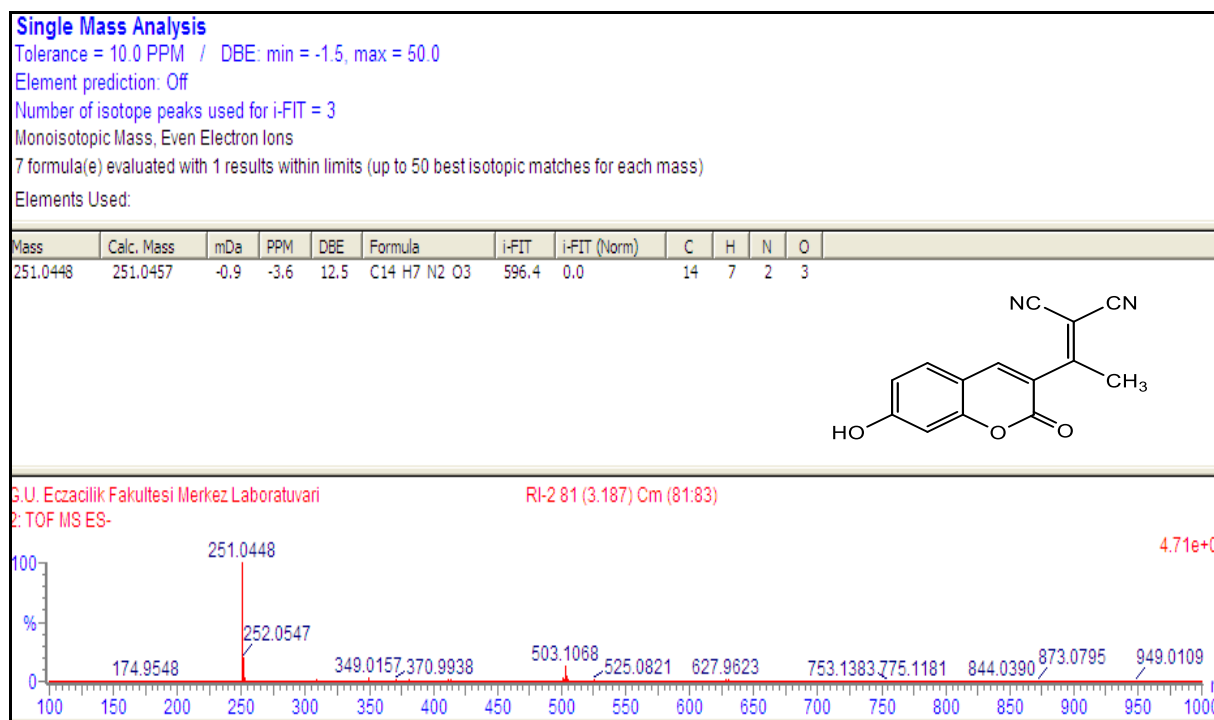 Single Mass Analysis
Tolerance = 10.0 PPM / DBE: min = -1.5, max = 50.0
Element prediction: Off
Number of isotope peaks used for i-FIT = 3
Monoisotopic Mass, Even Electron Ions
7 formula(e) evaluated with 1 results within limits (up to 50 best isotopic matches for each mass)
Elements Used:
Mass Calc. Mass mDa PPM DBE Formula i-FIT i-FIT (Norm) C H N O
251.0448 251.0457 -0.9 -3.6 12.5 C14 H7 N2 O3 596.4 0.0 14 7 2 3
NC CN
CH3
HO O O
G.U. Eczacilik Fakultesi Merkez Laboratuvari RI-2 81 (3.187) Cm (81:83)
2: TOF MS ES-
4.71e+0
251.0448
100
%
252.0547
174.9548 349.0157 370.9938 503.1068 525.0821 627.9623 753.1383 775.1181 844.0390 873.0795 949.0109
0
100 150 200 250 300 350 400 450 500 550 600 650 700 750 800 850 900 950 1000